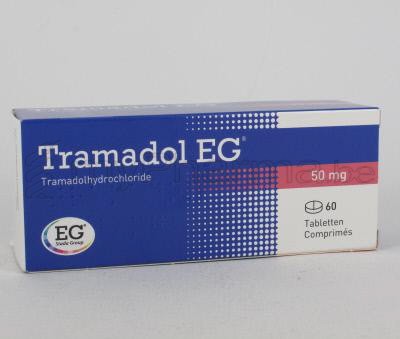 Tramadol EG®
Tramadolhydrochloride
50 mg
60
Tabletten
Comprimés
EG®
Stada Group